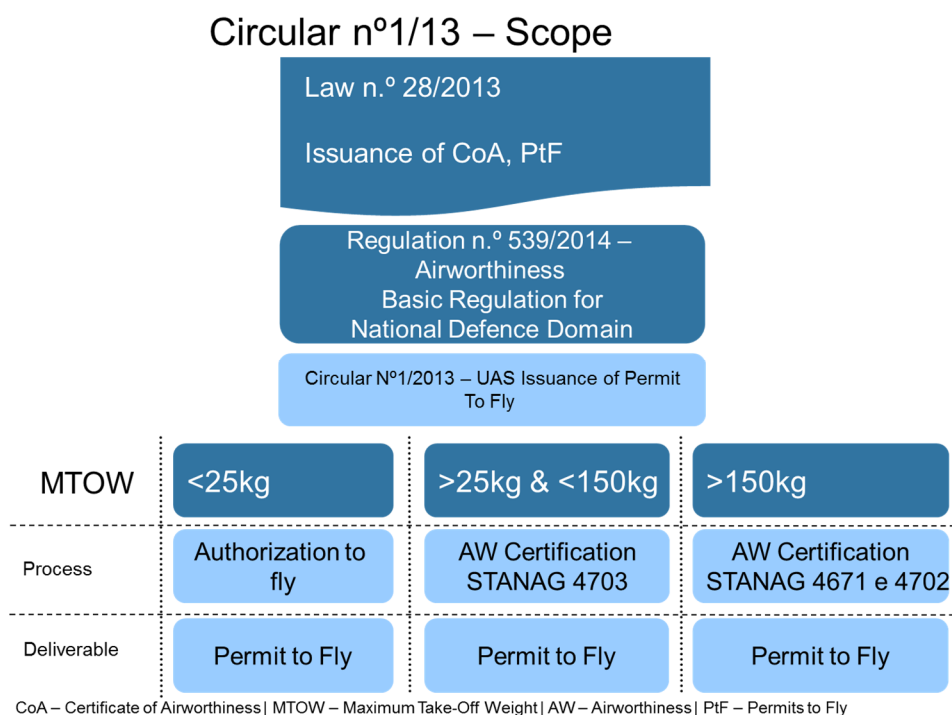 Circular nº1/13 – Scope
Law n.º 28/2013
Issuance of CoA, PtF
Regulation n.º 539/2014 –
Airworthiness
Basic Regulation for
National Defence Domain
Circular Nº1/2013 – UAS Issuance of Permit
To Fly
MTOW
<25kg
>25kg & <150kg
>150kg
Process
Authorization to
fly
AW Certification
STANAG 4703
AW Certification
STANAG 4671 e 4702
Deliverable
Permit to Fly
Permit to Fly
Permit to Fly
CoA – Certificate of Airworthiness| MTOW – Maximum Take-Off Weight| AW – Airworthiness| PtF – Permits to Fly